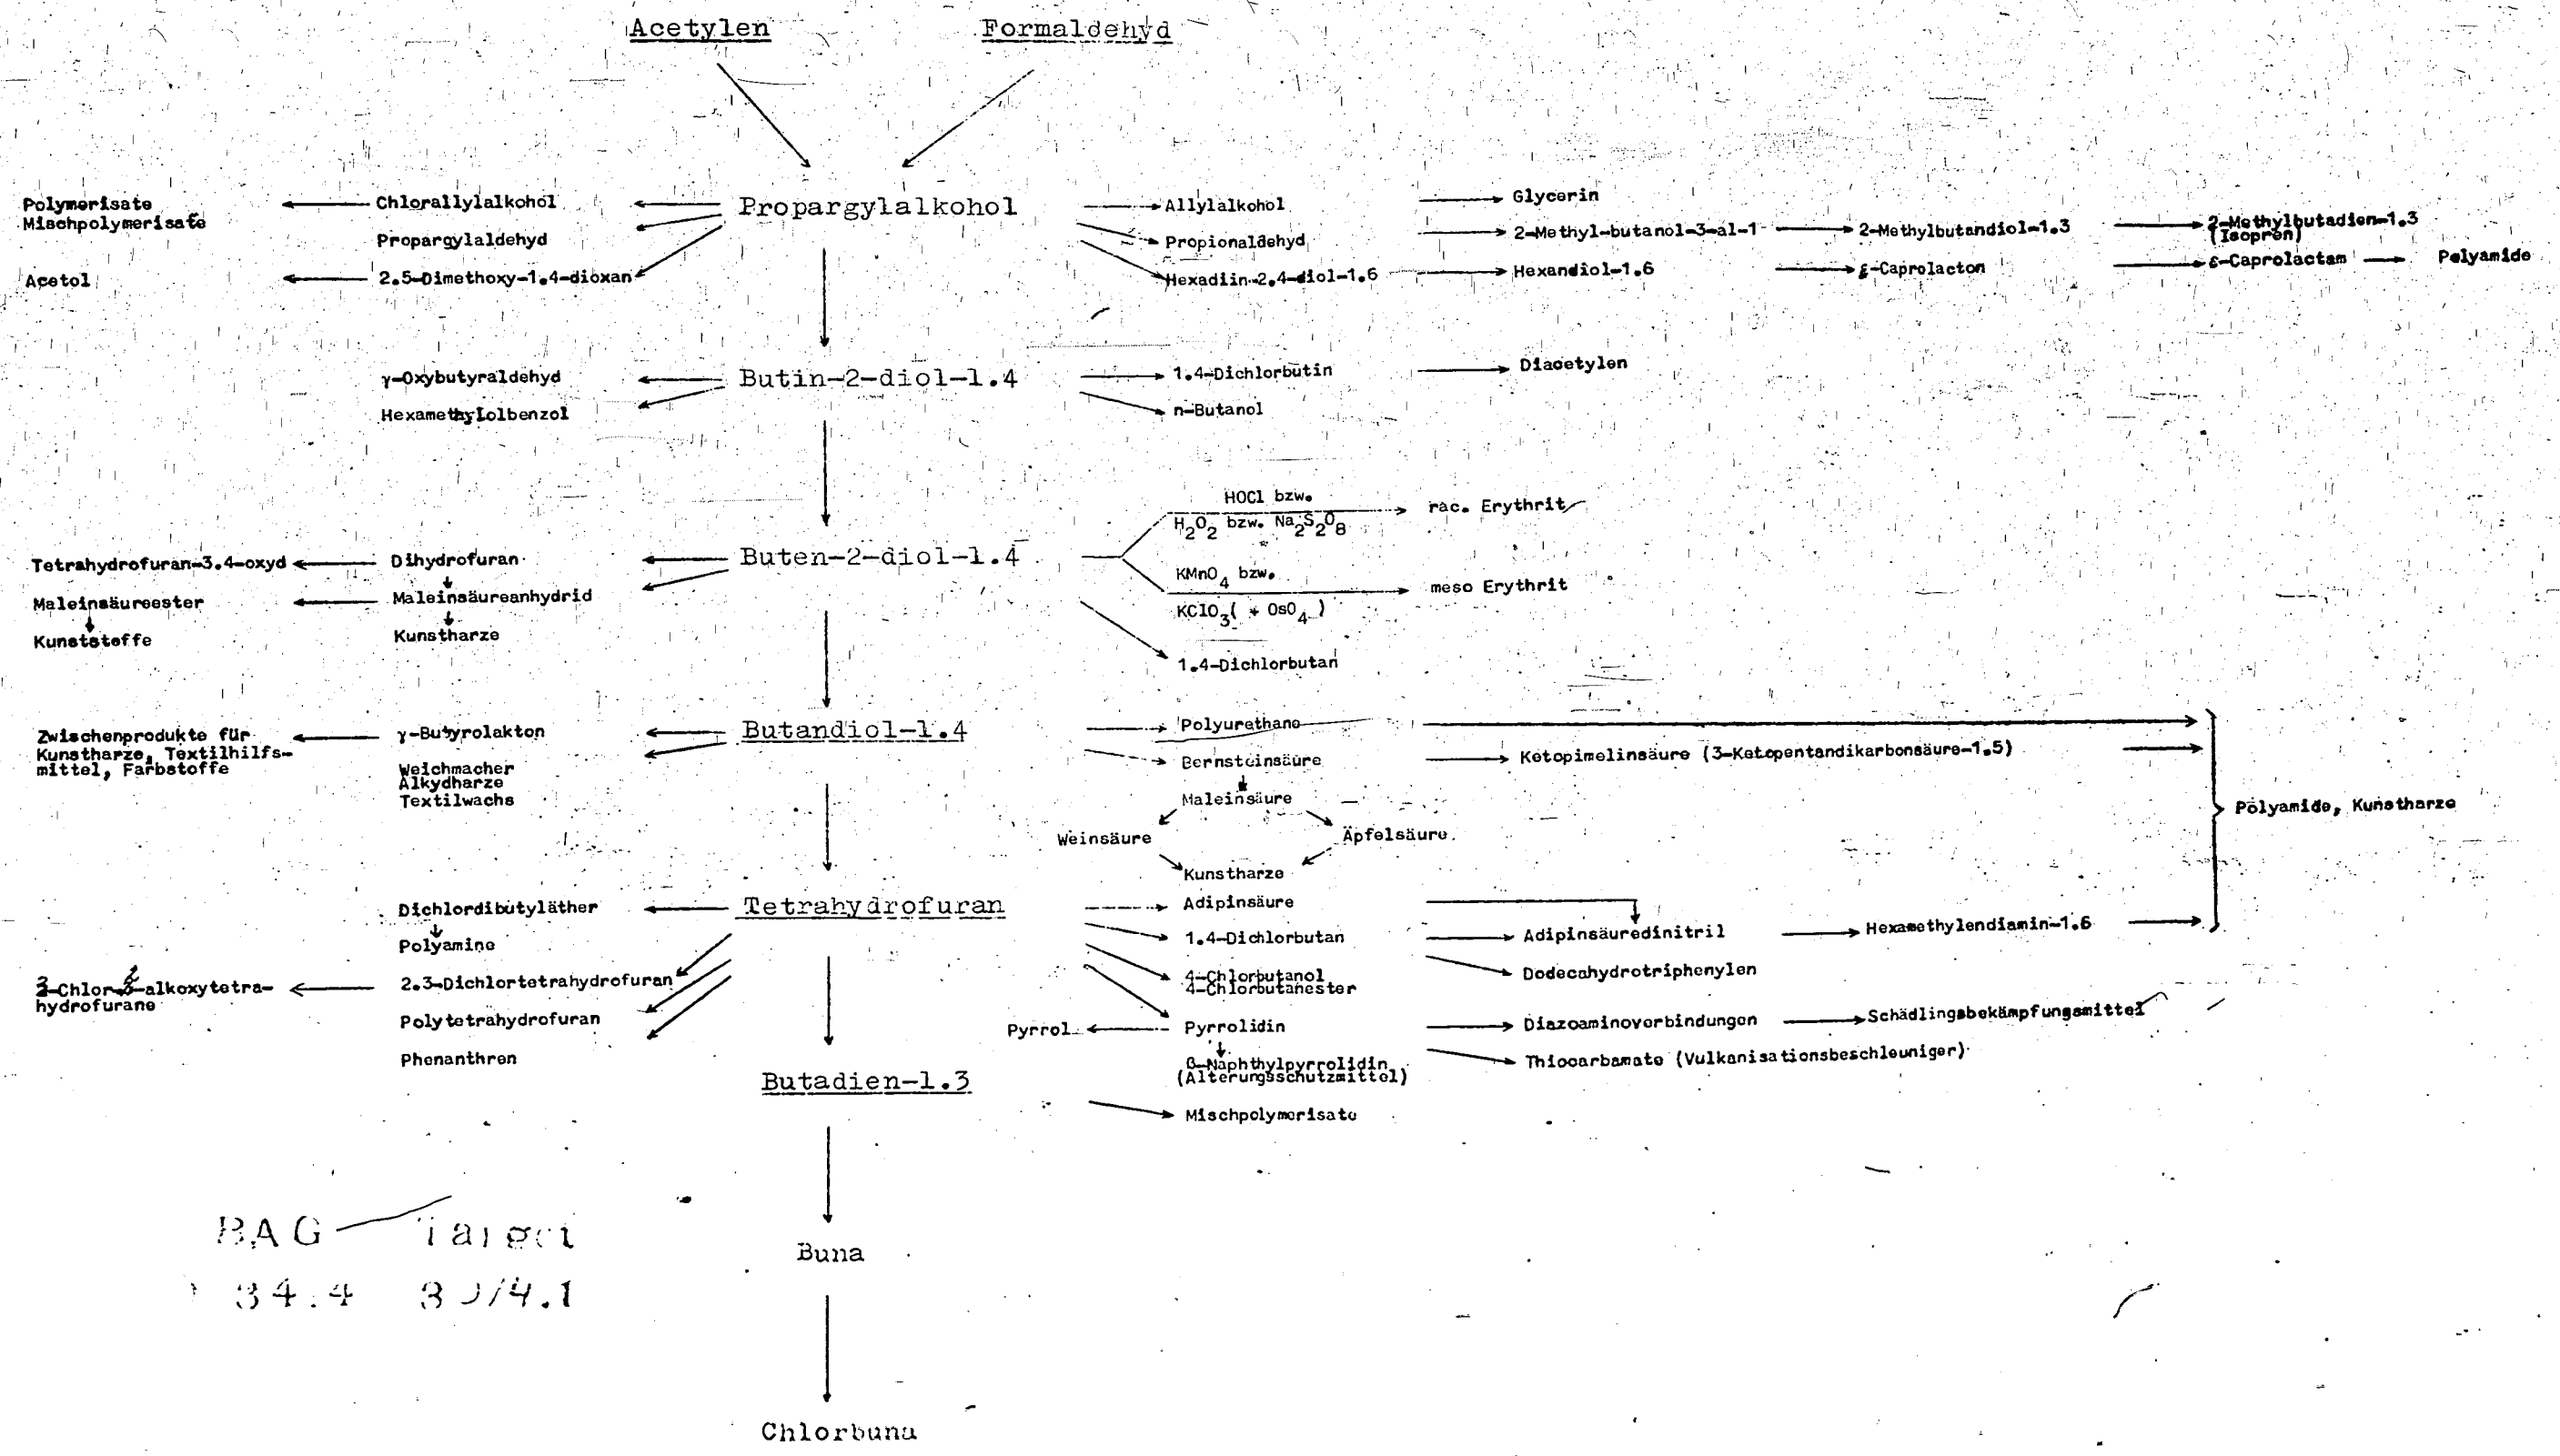 Acetylen
Formaldehyd
Polymerisate
Mischpolymerisate
Chlorallylalkohol
Propargylalkohol
Allylalkohol
Glycerin
Propargylaldehyd
Propionaldehyd
2-Methyl-butanol-3-al-1
2-Methylbutandiol-1.3
2-Methylbutadien-1.3
(Isopren)
Acetol
2.5-Dimethoxy-1.4-dioxan
Hexadiin-2.4-diol-1.6
Hexandiol-1.6
ε-Caprolacton
ε-Caprolactam
Polyamide
γ-Oxybutyraldehyd
Butin-2-diol-1.4
1.4-Dichlorbutin
Diacetylen
Hexamethylolbenzol
n-Butanol
HOCl bzw.
H2O2 bzw. Na2S2O8
rac. Erythrit
Tetrahydrofuran-3.4-oxyd
Dihydrofuran
Buten-2-diol-1.4
KMnO4 bzw.
KClO3( + OsO4 )
meso Erythrit
Maleinsäureester
Maleinsäureanhydrid
Kunststoffe
Kunstharze
1.4-Dichlorbutan
Zwischenprodukte für
Kunstharze, Textilhilfs-
mittel, Farbstoffe
γ-Butyrolakton
Butandiol-1.4
Polyurethane
Weichmacher
Alkydharze
Textilwachs
Bernsteinsäure
Ketopimelinsäure (3-Ketopentandikarbonsäure-1.5)
Maleinsäure
Weinsäure
Äpfelsäure
Kunstharze
Polyamide, Kunstharze
Dichlordibutyläther
Tetrahydrofuran
Adipinsäure
Polyamine
1.4-Dichlorbutan
Adipinsäuredinitril
Hexamethylendiamin-1.6
2.3-Dichlortetrahydrofuran
4-Chlorbutanol
4-Chlorbutanester
Dodecahydrotriphenylen
-Chlor- -alkoxytetra-
hydrofurane
Polytetrahydrofuran
Pyrrol
Pyrrolidin
Diazoaminoverbindungen
Schädlingsbekämpfungsmittel
Phenanthren
ß-Naphthylpyrrolidin
(Alterungsschutzmittel)
Thiocarbamate (Vulkanisationsbeschleuniger)
Butadien-1.3
Mischpolymerisate
BAG Target
34.4 30/4.1
Buna
Chlorbuna